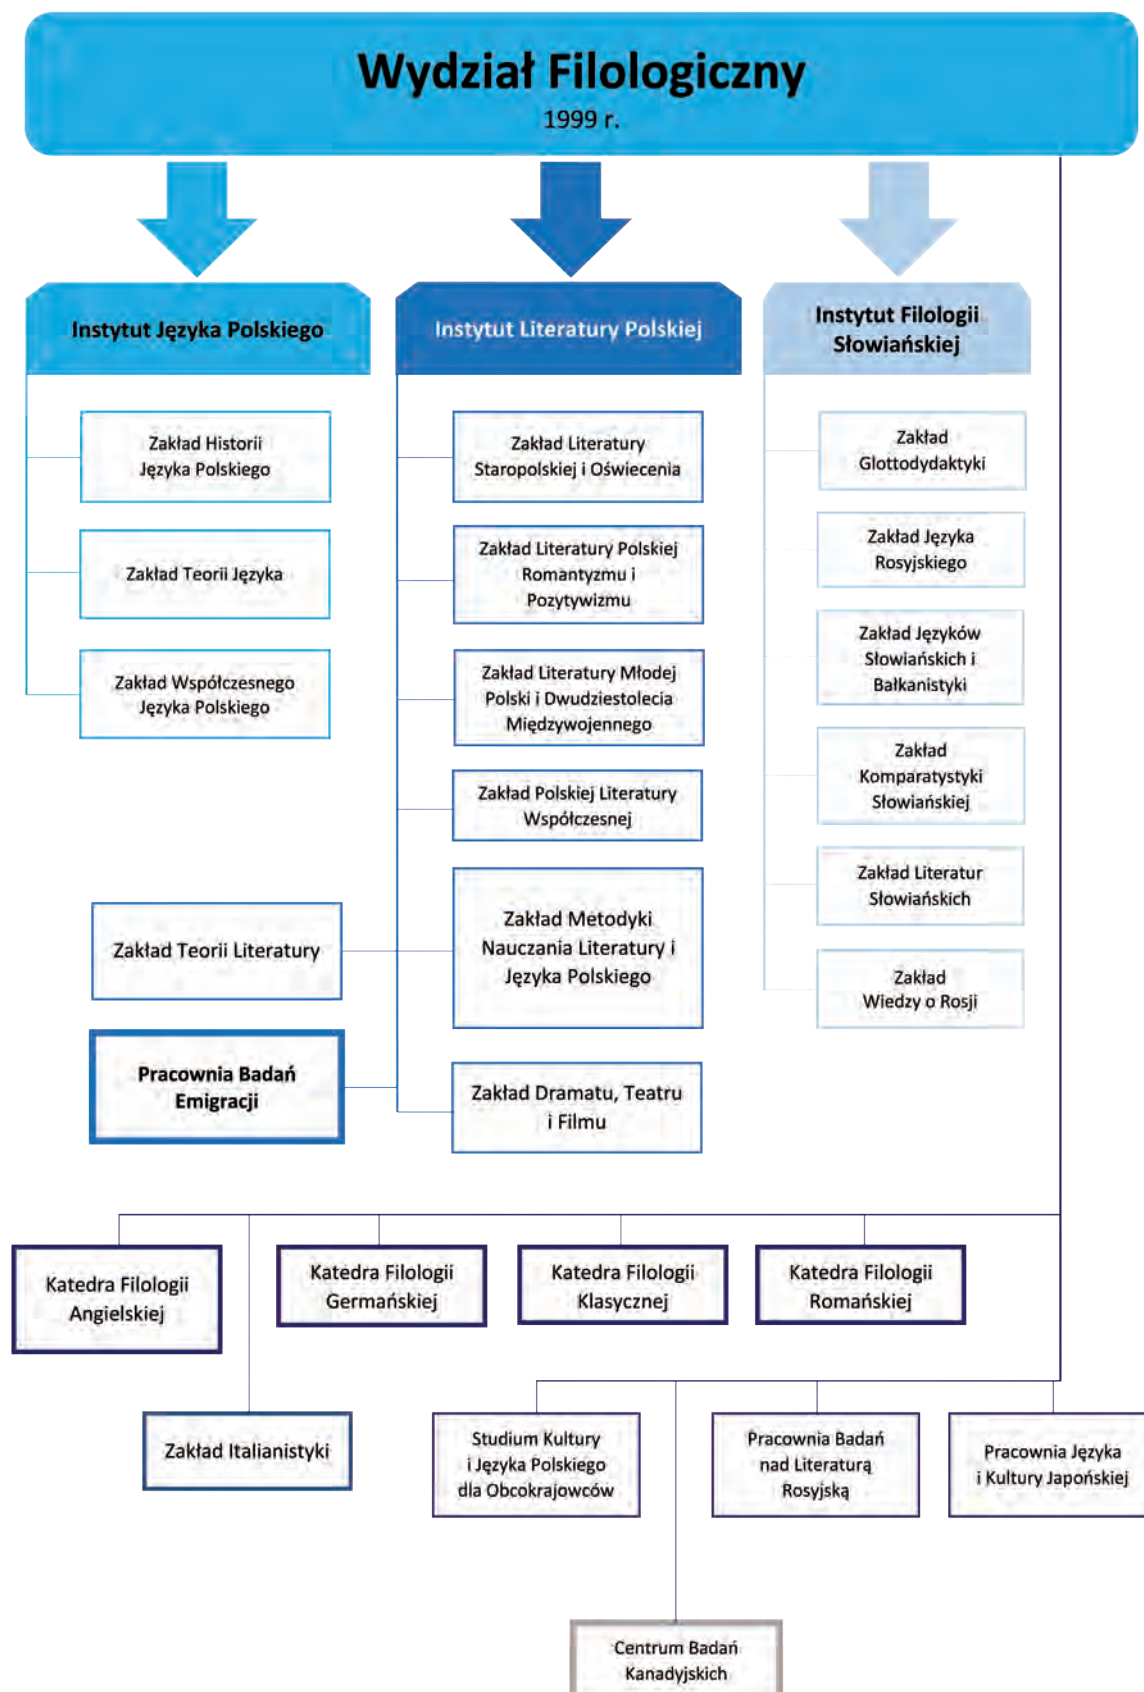 Wydział Filologiczny
1999 r.
Instytut Języka Polskiego
Zakład Historii
Języka Polskiego
Zakład Teorii Języka
Zakład Współczesnego
Języka Polskiego
Instytut Literatury Polskiej
Zakład Literatury
Staropolskiej i Oświecenia
Zakład Literatury Polskiej
Romantyzmu i
Pozytywizmu
Zakład Literatury Młodej
Polski i Dwudziestolecia
Międzywojennego
Zakład Polskiej Literatury
Współczesnej
Zakład Metodyki
Nauczania Literatury i
Języka Polskiego
Zakład Teorii Literatury
Pracownia Badań
Emigracji
Zakład Dramatu, Teatru
i Filmu
Instytut Filologii
Słowiańskiej
Zakład
Glottodydaktyki
Zakład Języka
Rosyjskiego
Zakład Języków
Słowiańskich i
Bałkanistyki
Zakład
Komparatystyki
Słowiańskiej
Zakład Literatur
Słowiańskich
Zakład
Wiedzy o Rosji
Katedra Filologii
Angielskiej
Katedra Filologii
Germańskiej
Katedra Filologii
Klasycznej
Katedra Filologii
Romańskiej
Zakład Italianistyki
Studium Kultury
i Języka Polskiego
dla Obcokrajowców
Pracownia Badań
nad Literaturą
Rosyjską
Pracownia Języka
i Kultury Japońskiej
Centrum Badań
Kanadyjskich